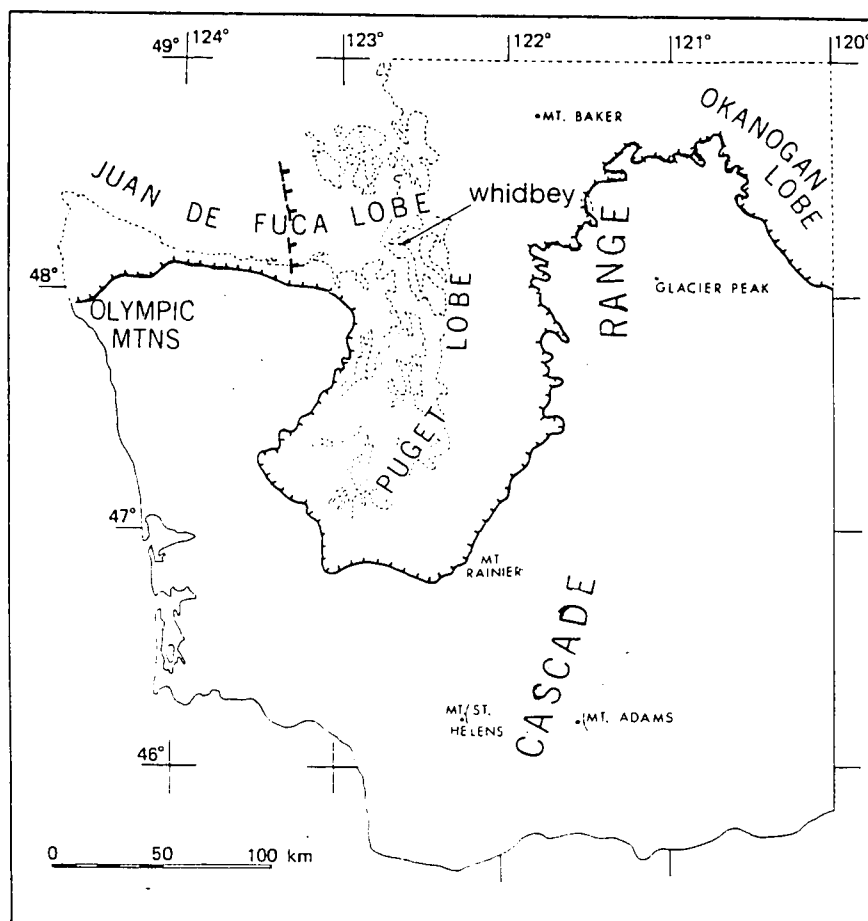 49° 124° 123° 122° 121° 120°
MT. BAKER
OKANOGAN
LOBE
JUAN DE FUCA LOBE
whidbey
48°
OLYMPIC
MTNS
GLACIER PEAK
RANGE
PUGET LOBE
47°
MT
RAINIER
CASCADE
MT. ST.
HELENS
MT. ADAMS
46°
0 50 100 km